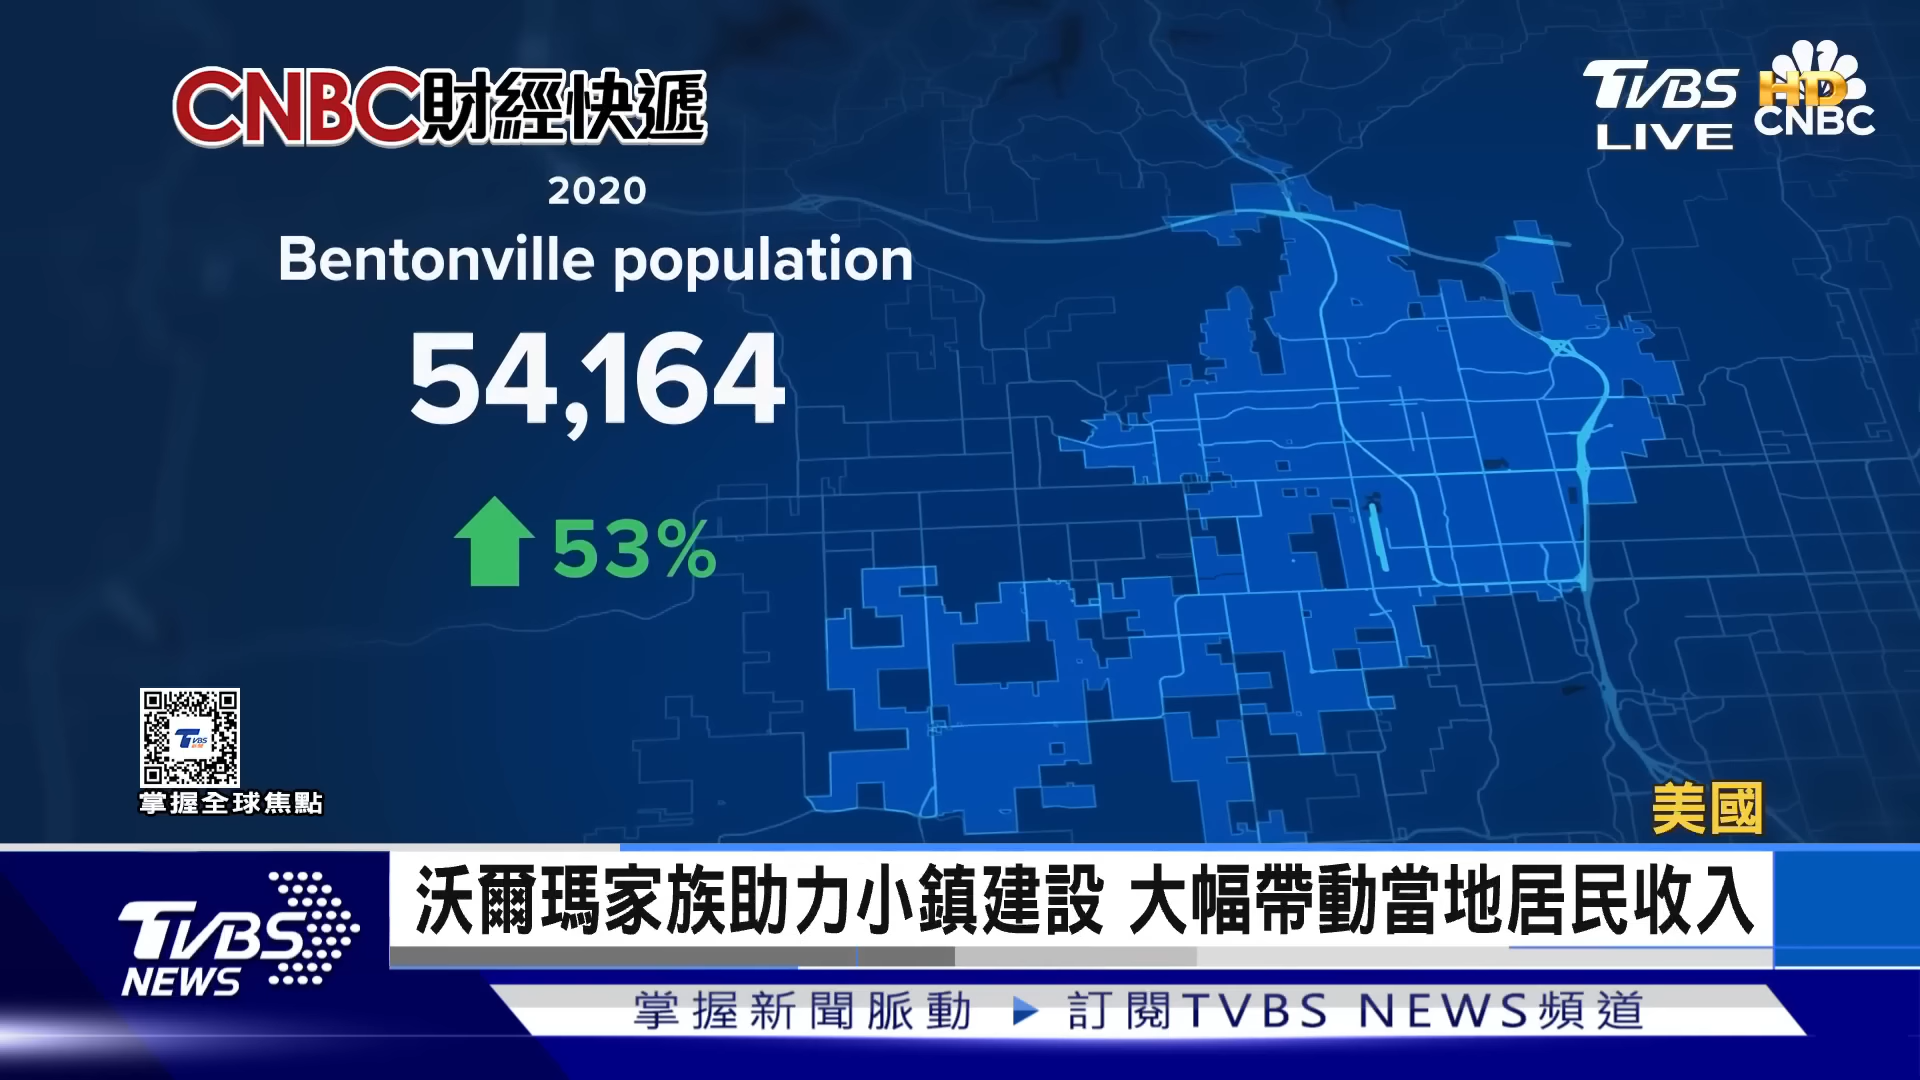 CNBC財經快遞
TVBS
LIVE
HD
CNBC
2020
Bentonville population
54,164
53%
TVBS
新聞
掌握全球焦點
美國
沃爾瑪家族助力小鎮建設 大幅帶動當地居民收入
TVBS
NEWS
掌握新聞脈動 ▶ 訂閱TVBS NEWS頻道